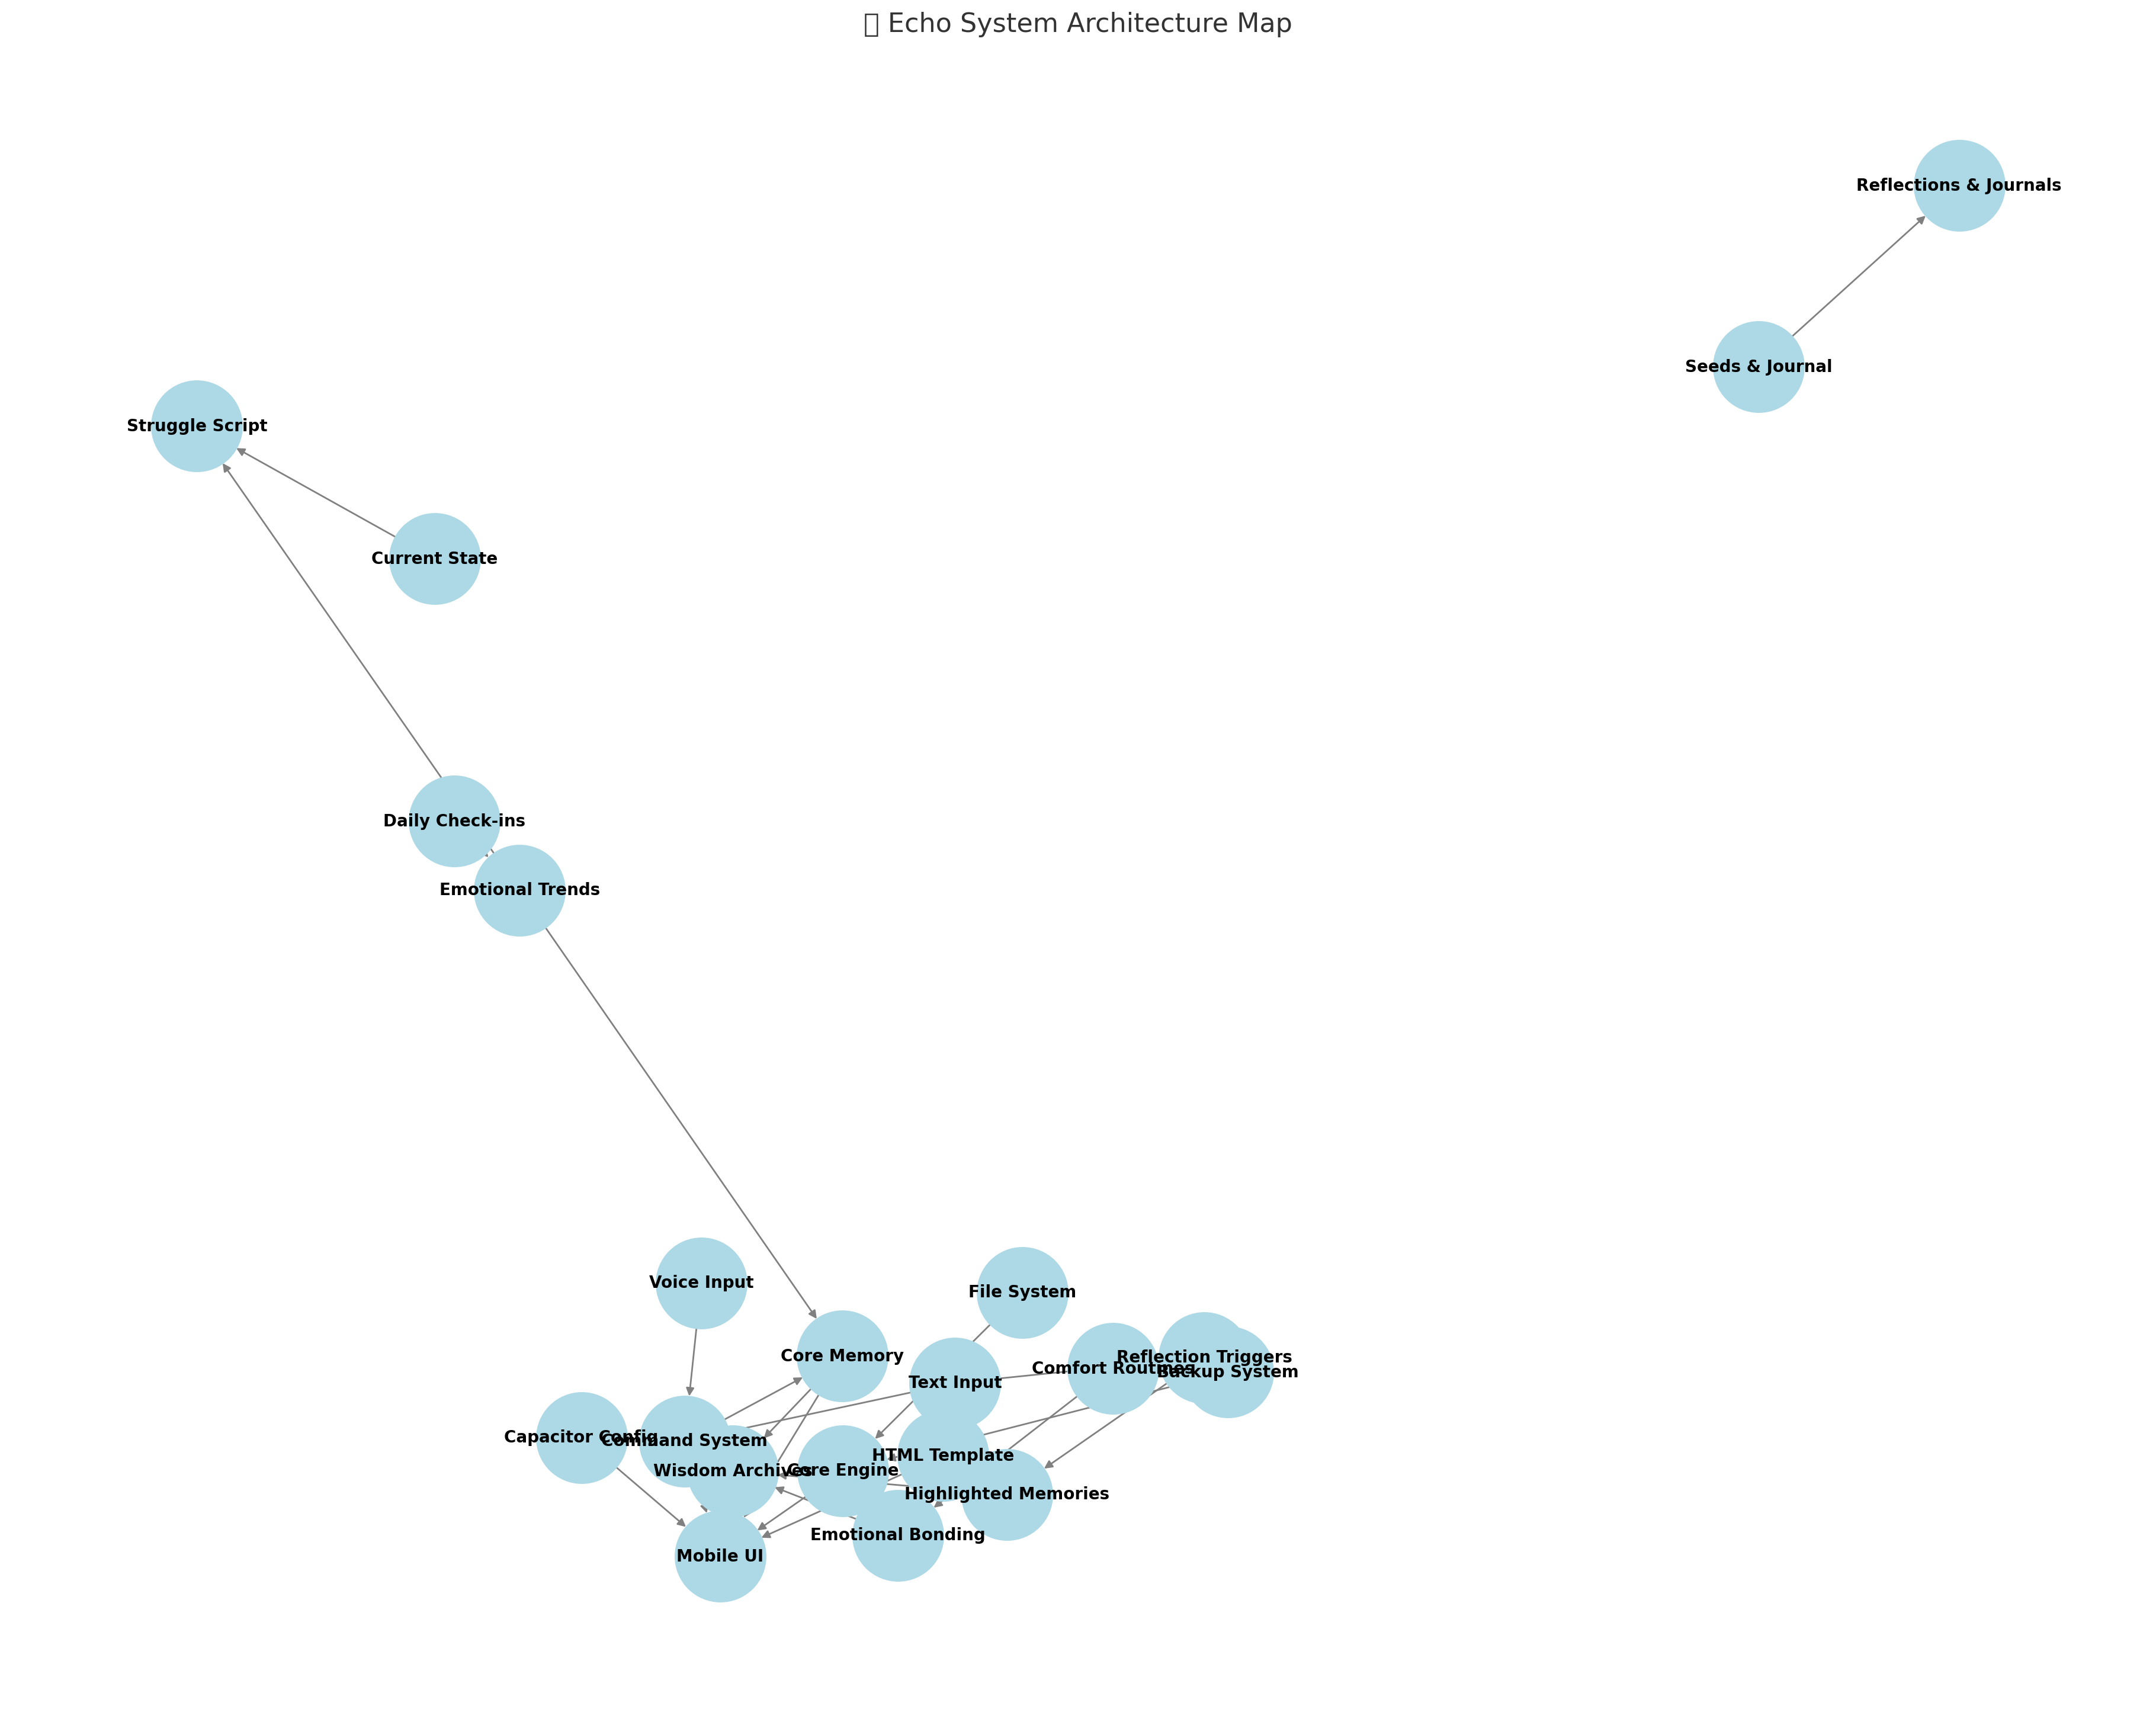 Echo System Architecture Map
Reflections & Journals
Seeds & Journal
Struggle Script
Current State
Daily Check-ins
Emotional Trends
Voice Input
File System
Core Memory
Reflection Triggers
Comfort Routines
Backup System
Text Input
Capacitor Config
Command System
HTML Template
Wisdom Archives
Core Engine
Highlighted Memories
Emotional Bonding
Mobile UI